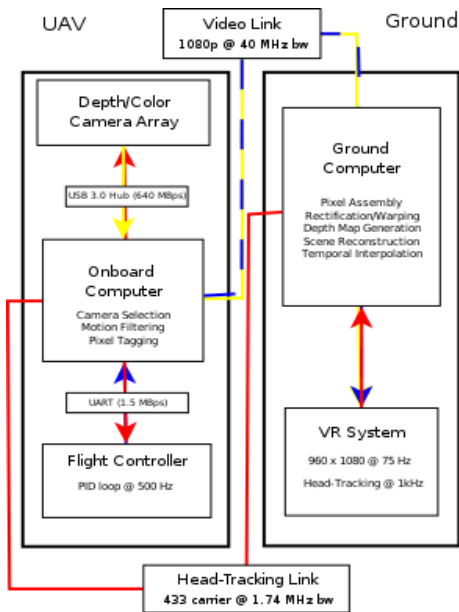 UAV
Video Link
1080p @ 40 MHz bw
Ground
Depth/Color
Camera Array
USB 3.0 Hub (640 MBps)
Onboard
Computer
Camera Selection
Motion Filtering
Pixel Tagging
UART (1.5 MBps)
Flight Controller
PID loop @ 500 Hz
Ground
Computer
Pixel Assembly
Rectification/Warping
Depth Map Generation
Scene Reconstruction
Temporal Interpolation
VR System
960 x 1080 @ 75 Hz
Head-Tracking @ 1kHz
Head-Tracking Link
433 carrier @ 1.74 MHz bw